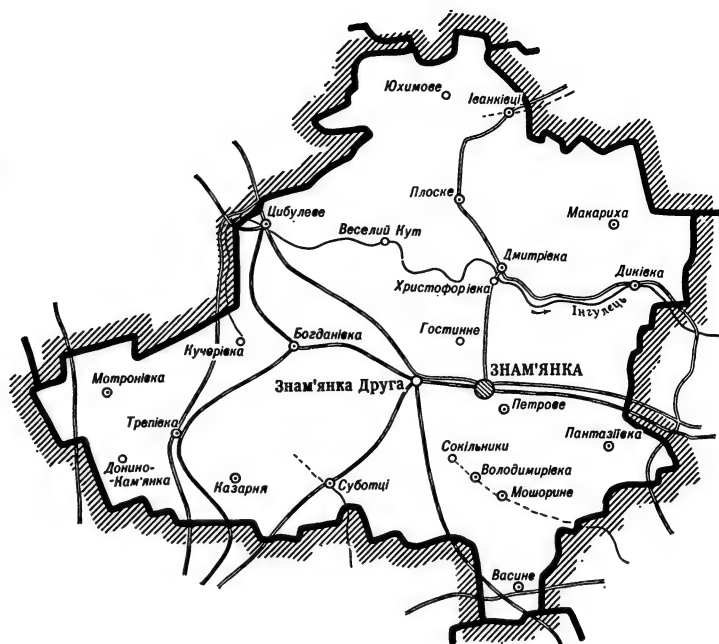 Юхимове
Іванківці
Плоске
Макариха
Цибулеве
Веселий Кут
Дмитрівка
Христофорівка
Диківка
Інгулець
Гостинне
Богданівка
Кучерівка
ЗНАМ'ЯНКА
Знам'янка Друга
Мотронівка
Петрове
Трепівка
Сокільники
Пантазіївка
Донино-
-Кам'янка
Володимирівка
Казарня
Суботці
Мошорине
Васине